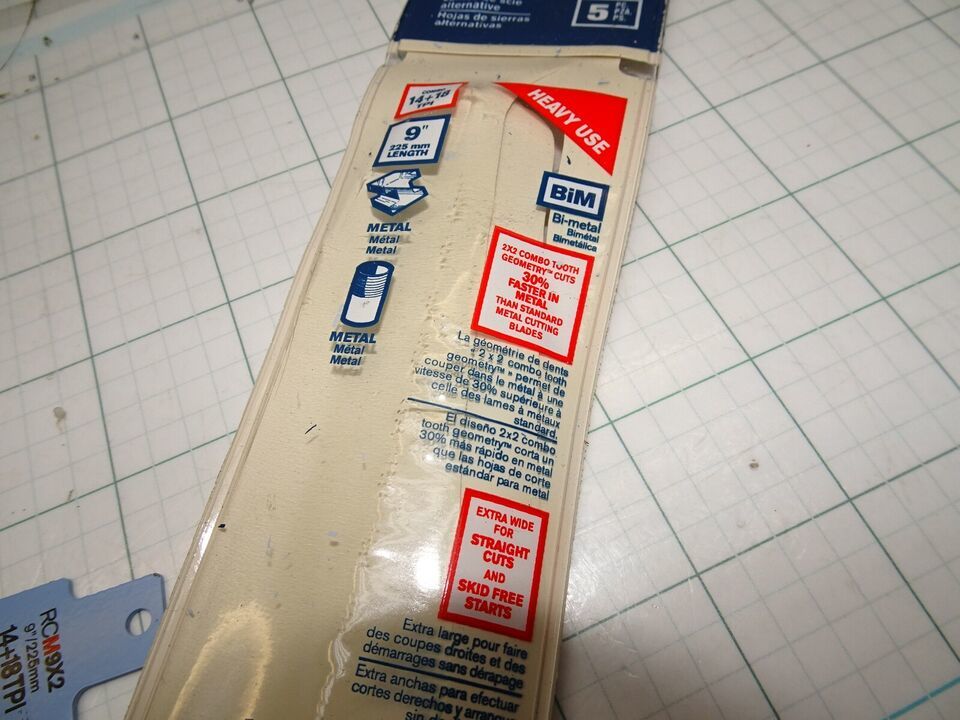 scie
alternative
Hojas de sierras
alternativas
5
COMBO
14+18
TPI
9"
225 mm
LENGTH
METAL
Métal
Metal
METAL
Métal
Metal
HEAVY USE
BiM
Bi-metal
Bimétal
Bimetálica
2X2 COMBO TOOTH
GEOMETRY™ CUTS
30%
FASTER IN
METAL
THAN STANDARD
METAL CUTTING
BLADES
La géométrie de dents
« 2 x 2 combo tooth
geometry™ » permet de
couper dans le métal à une
vitesse de 30% supérieure à
celle des lames à métaux
standard.
El diseño 2x2 combo
tooth geometry™ corta un
30% más rápido en metal
que las hojas de corte
estándar para metal
EXTRA WIDE
FOR
STRAIGHT
CUTS
AND
SKID FREE
STARTS
Extra large pour faire
des coupes droites et des
démarrages sans dérapage
Extra anchas para efectuar
cortes derechos y arranque
sin de
RCM9X2
9"/225mm
14+18TPI